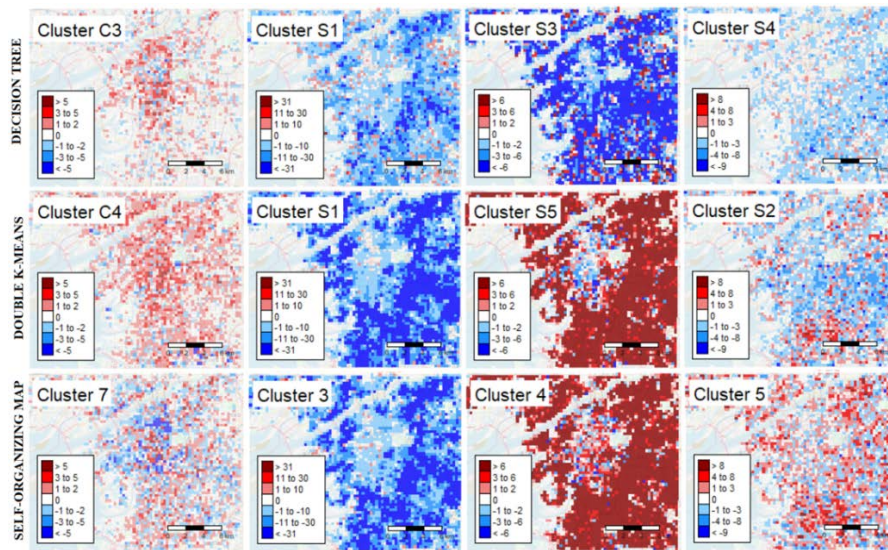 DECISION TREE
Cluster C3
> 5
3 to 5
1 to 2
0
-1 to -2
-3 to -5
< -5
Cluster S1
> 31
11 to 30
1 to 10
0
-1 to -10
-11 to -30
< -31
Cluster S3
> 6
3 to 6
1 to 2
0
-1 to -2
-3 to -6
< -6
Cluster S4
> 8
4 to 8
1 to 3
0
-1 to -3
-4 to -8
< -9
DOUBLE K-MEANS
Cluster C4
> 5
3 to 5
1 to 2
0
-1 to -2
-3 to -5
< -5
Cluster S1
> 31
11 to 30
1 to 10
0
-1 to -10
-11 to -30
< -31
Cluster S5
> 6
3 to 6
1 to 2
0
-1 to -2
-3 to -6
< -6
Cluster S2
> 8
4 to 8
1 to 3
0
-1 to -3
-4 to -8
< -9
SELF-ORGANIZING MAP
Cluster 7
> 5
3 to 5
1 to 2
0
-1 to -2
-3 to -5
< -5
Cluster 3
> 31
11 to 30
1 to 10
0
-1 to -10
-11 to -30
< -31
Cluster 4
> 6
3 to 6
1 to 2
0
-1 to -2
-3 to -6
< -6
Cluster 5
> 8
4 to 8
1 to 3
0
-1 to -3
-4 to -8
< -9